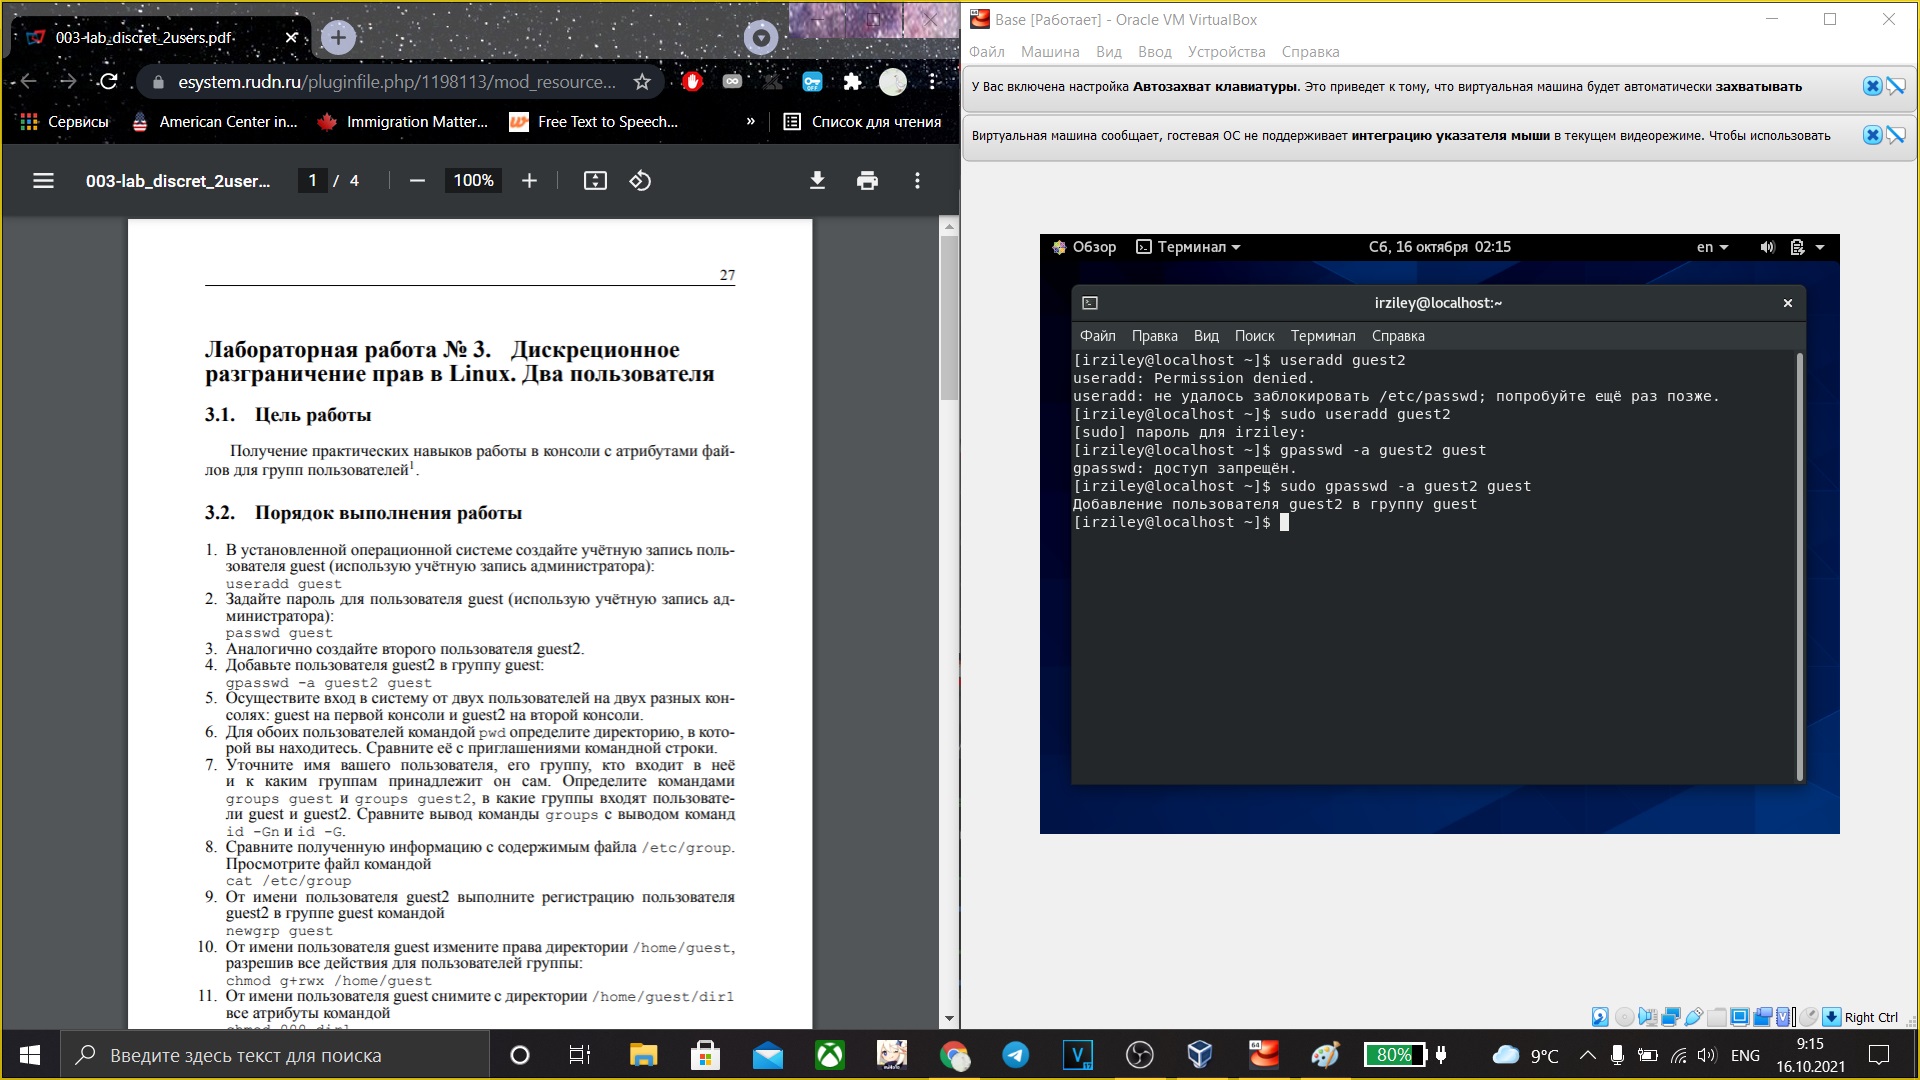 003-lab_discret_2users.pdf
esystem.rudn.ru/pluginfile.php/1198113/mod_resource...
OFF
Сервисы
American Center in...
Immigration Matter...
Free Text to Speech...
»
Список для чтения
003-lab_discret_2user...
1 / 4
100%
27
Лабораторная работа № 3. Дискреционное
разграничение прав в Linux. Два пользователя
3.1. Цель работы
Получение практических навыков работы в консоли с атрибутами фай-
лов для групп пользователей1.
3.2. Порядок выполнения работы
1. В установленной операционной системе создайте учётную запись поль-
зователя guest (использую учётную запись администратора):
useradd guest
2. Задайте пароль для пользователя guest (использую учётную запись ад-
министратора):
passwd guest
3. Аналогично создайте второго пользователя guest2.
4. Добавьте пользователя guest2 в группу guest:
gpasswd -a guest2 guest
5. Осуществите вход в систему от двух пользователей на двух разных кон-
солях: guest на первой консоли и guest2 на второй консоли.
6. Для обоих пользователей командой pwd определите директорию, в кото-
рой вы находитесь. Сравните её с приглашениями командной строки.
7. Уточните имя вашего пользователя, его группу, кто входит в неё
и к каким группам принадлежит он сам. Определите командами
groups guest и groups guest2, в какие группы входят пользовате-
ли guest и guest2. Сравните вывод команды groups с выводом команд
id -Gn и id -G.
8. Сравните полученную информацию с содержимым файла /etc/group.
Просмотрите файл командой
cat /etc/group
9. От имени пользователя guest2 выполните регистрацию пользователя
guest2 в группе guest командой
newgrp guest
10. От имени пользователя guest измените права директории /home/guest,
разрешив все действия для пользователей группы:
chmod g+rwx /home/guest
11. От имени пользователя guest снимите с директории /home/guest/dir1
все атрибуты командой
chmod 000 dir1
Base [Работает] - Oracle VM VirtualBox
Файл Машина Вид Ввод Устройства Справка
У Вас включена настройка Автозахват клавиатуры. Это приведет к тому, что виртуальная машина будет автоматически захватывать
Виртуальная машина сообщает, гостевая ОС не поддерживает интеграцию указателя мыши в текущем видеорежиме. Чтобы использовать
Обзор Терминал Сб, 16 октября 02:15 en
irziley@localhost:~
Файл Правка Вид Поиск Терминал Справка
[irziley@localhost ~]$ useradd guest2
useradd: Permission denied.
useradd: не удалось заблокировать /etc/passwd; попробуйте ещё раз позже.
[irziley@localhost ~]$ sudo useradd guest2
[sudo] пароль для irziley:
[irziley@localhost ~]$ gpasswd -a guest2 guest
gpasswd: доступ запрещён.
[irziley@localhost ~]$ sudo gpasswd -a guest2 guest
Добавление пользователя guest2 в группу guest
[irziley@localhost ~]$
Right Ctrl
Введите здесь текст для поиска
80%
9°C
ENG
9:15
16.10.2021